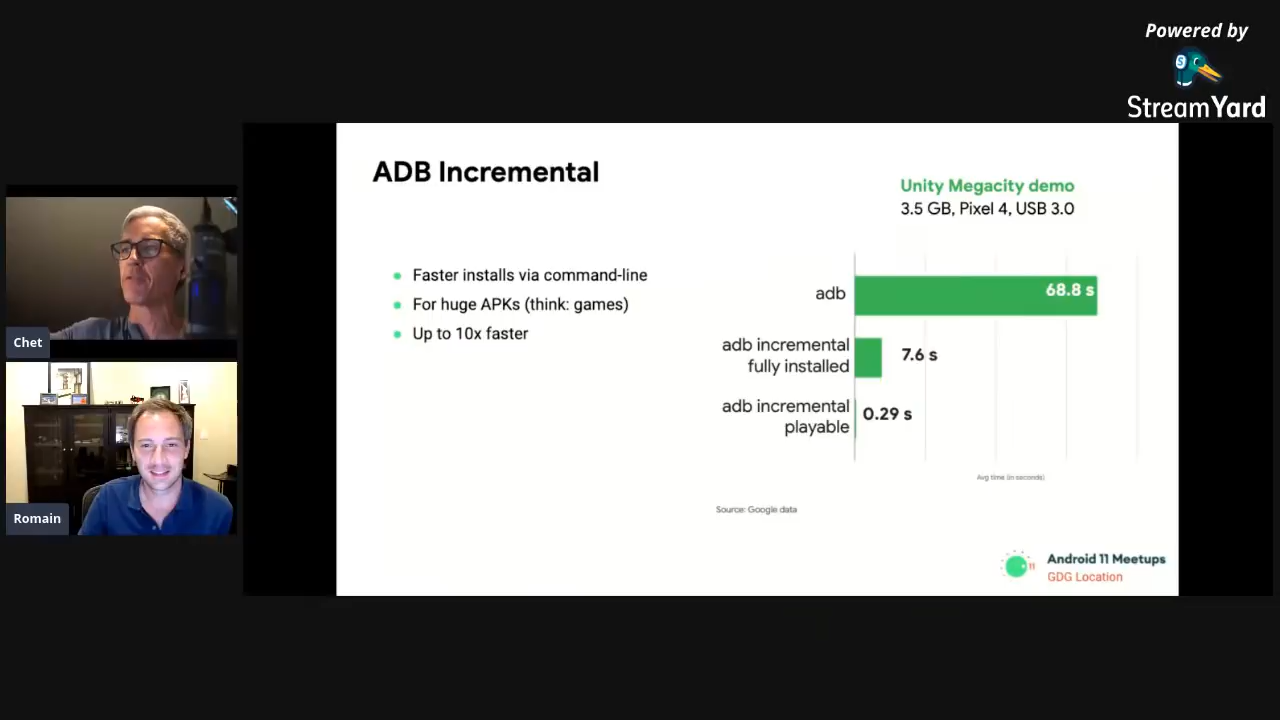 Powered by
StreamYard
ADB Incremental
Unity Megacity demo
3.5 GB, Pixel 4, USB 3.0
Faster installs via command-line
For huge APKs (think: games)
Up to 10x faster
adb
68.8 s
adb incremental
fully installed
7.6 s
adb incremental
playable
0.29 s
Avg time (in seconds)
Source: Google data
11
Android 11 Meetups
GDG Location
Chet
Romain